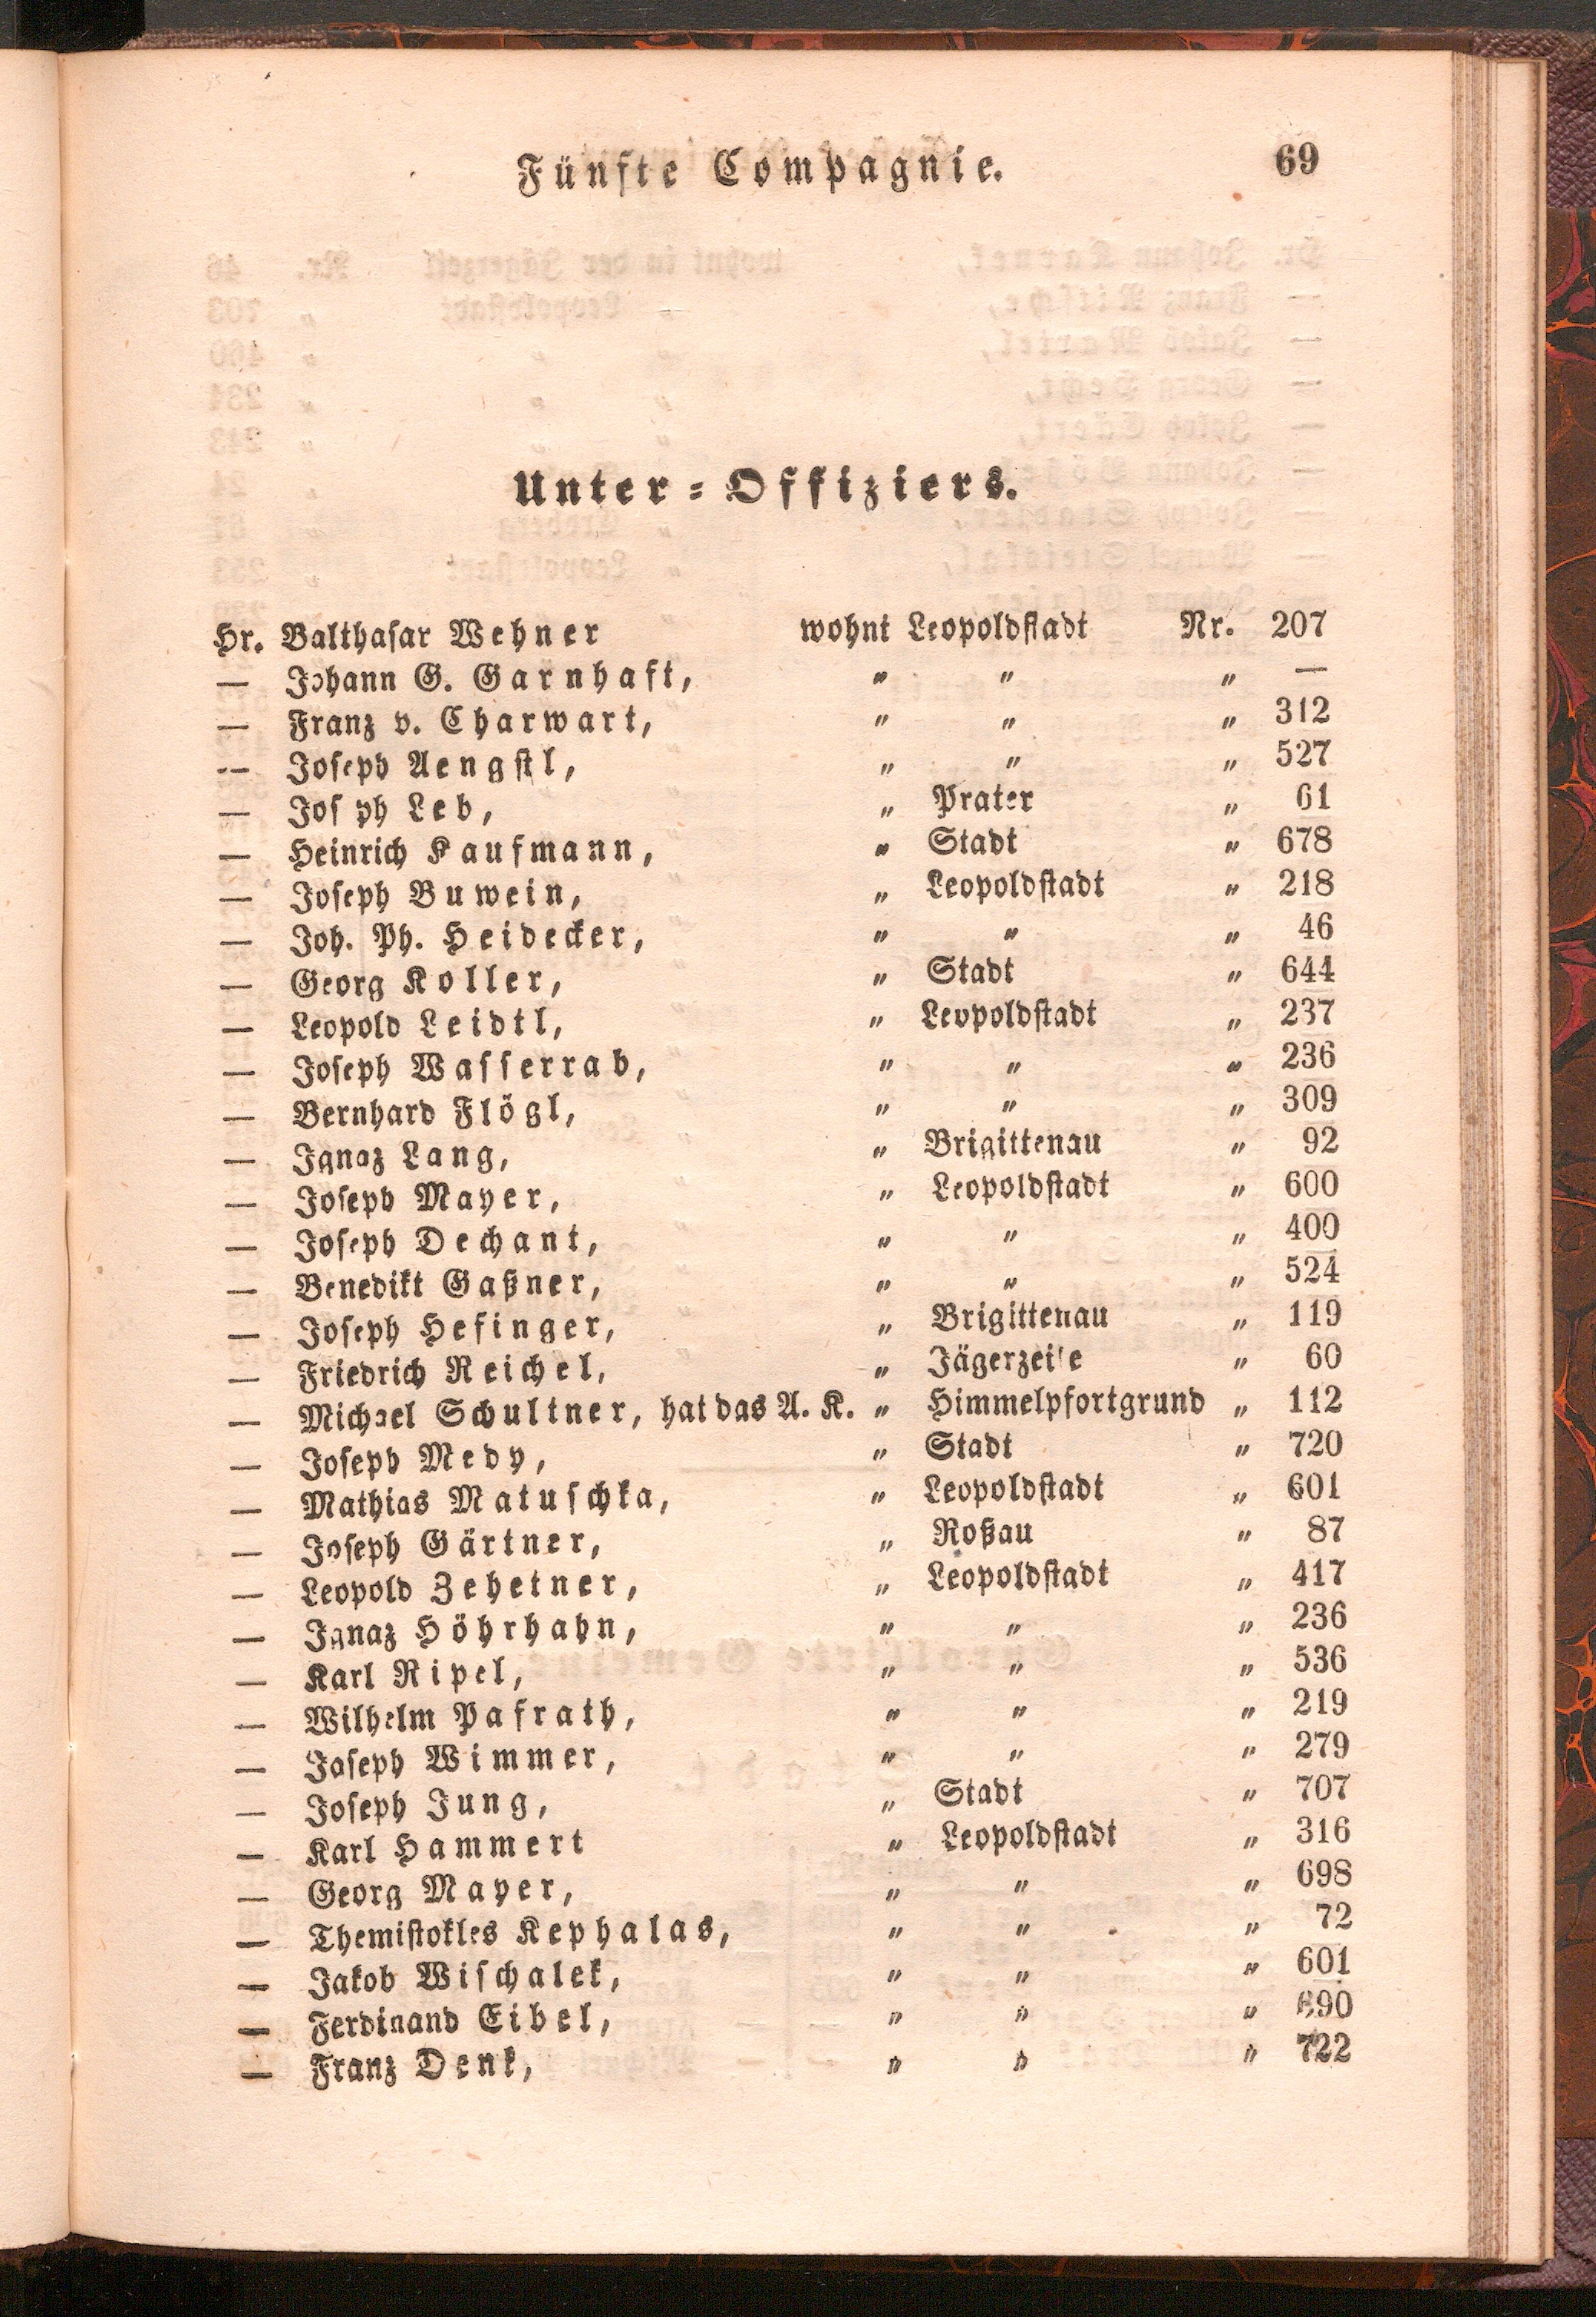 Fünfte Compagnie. 69
Unter-Offiziers.
Hr. Balthasar Wehner wohnt Leopoldstadt Nr. 207
— Johann G. Garnhaft, „ „ „ —
— Franz v. Charwart, „ „ „ 312
— Joseph Aengstl, „ „ „ 527
— Jos ph Leb, „ Prater „ 61
— Heinrich Kaufmann, „ Stadt „ 678
— Joseph Buwein, „ Leopoldstadt „ 218
— Joh. Ph. Heidecker, „ „ „ 46
— Georg Koller, „ Stadt „ 644
— Leopold Leidtl, „ Leopoldstadt „ 237
— Joseph Wasserrab, „ „ „ 236
— Bernhard Flögl, „ „ „ 309
— Ignaz Lang, „ Brigittenau „ 92
— Joseph Mayer, „ Leopoldstadt „ 600
— Joseph Dechant, „ „ „ 400
— Benedikt Gaßner, „ „ „ 524
— Joseph Hefinger, „ Brigittenau „ 119
— Friedrich Reichel, „ Jägerzeile „ 60
— Michael Schultner, hat das A. K. „ Himmelpfortgrund „ 112
— Joseph Medy, „ Stadt „ 720
— Mathias Matuschka, „ Leopoldstadt „ 601
— Joseph Gärtner, „ Roßau „ 87
— Leopold Zehetner, „ Leopoldstadt „ 417
— Ignaz Höhrhahn, „ „ „ 236
— Karl Ripel, „ „ „ 536
— Wilhelm Pafrath, „ „ „ 219
— Joseph Wimmer, „ „ „ 279
— Joseph Jung, „ Stadt „ 707
— Karl Hammert „ Leopoldstadt „ 316
— Georg Mayer, „ „ „ 698
— Themistokles Kephalas, „ „ „ 72
— Jakob Wischalek, „ „ „ 601
— Ferdinand Eibel, „ „ „ 690
— Franz Denk, „ „ „ 722